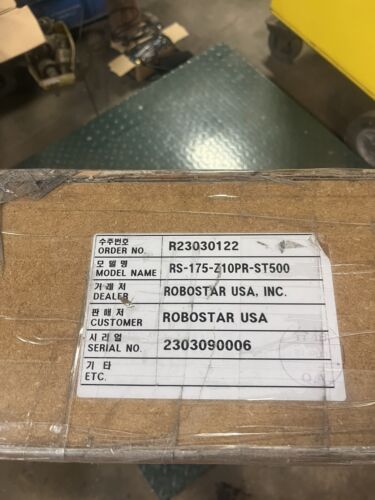 수주번호
ORDER NO. R23030122
모 델 명
MODEL NAME RS-175-Z10PR-ST500
거 래 처
DEALER ROBOSTAR USA, INC.
판 매 처
CUSTOMER ROBOSTAR USA
시 리 얼
SERIAL NO. 2303090006
기 타
ETC.